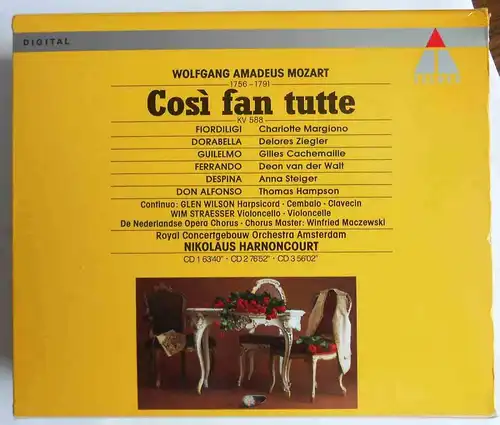 DIGITAL
TELDEC
WOLFGANG AMADEUS MOZART
1756-1791
Così fan tutte
KV 588
FIORDILIGI Charlotte Margiono
DORABELLA Delores Ziegler
GUILELMO Gilles Cachemaille
FERRANDO Deon van der Walt
DESPINA Anna Steiger
DON ALFONSO Thomas Hampson
Continuo: GLEN WILSON Harpsicord · Cembalo · Clavecin
WIM STRAESSER Violoncello · Violoncelle
De Nederlandse Opera Chorus · Chorus Master: Winfried Maczewski
Royal Concertgebouw Orchestra Amsterdam
NIKOLAUS HARNONCOURT
CD 1 63'40" · CD 2 76'52" · CD 3 56'02"